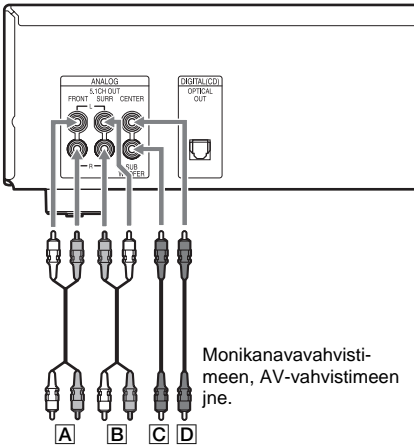 ANALOG
5.1CH OUT
FRONT SURR CENTER
L
R
SUB
WOOFER
DIGITAL(CD)
OPTICAL
OUT
Monikanavavahvisti-
meen, AV-vahvistimeen
jne.
A B C D